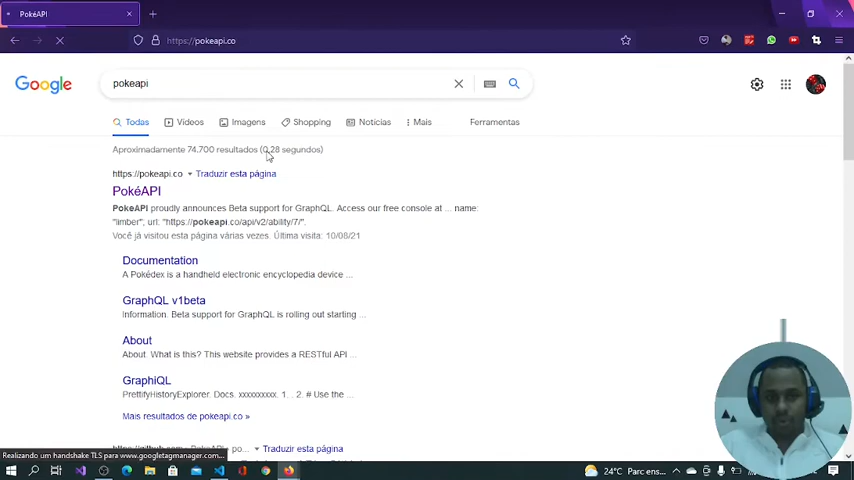 PokéAPI
https://pokeapi.co
Google
pokeapi
Todas
Vídeos
Imagens
Shopping
Notícias
Mais
Ferramentas
Aproximadamente 74.700 resultados (0,28 segundos)
https://pokeapi.co
Traduzir esta página
PokéAPI
PokeAPI proudly announces Beta support for GraphQL. Access our free console at ... name:
"limber"; url: "https://pokeapi.co/api/v2/ability/7/".
Você já visitou esta página várias vezes. Última visita: 10/08/21
Documentation
A Pokédex is a handheld electronic encyclopedia device ...
GraphQL v1beta
Information. Beta support for GraphQL is rolling out starting ...
About
About. What is this? This website provides a RESTful API ...
GraphiQL
PrettifyHistoryExplorer. Docs. xxxxxxxxxx. 1. . 2. # Use the ...
Mais resultados de pokeapi.co »
Traduzir esta página
Realizando um handshake TLS para www.googletagmanager.com...
24°C Parc ens...